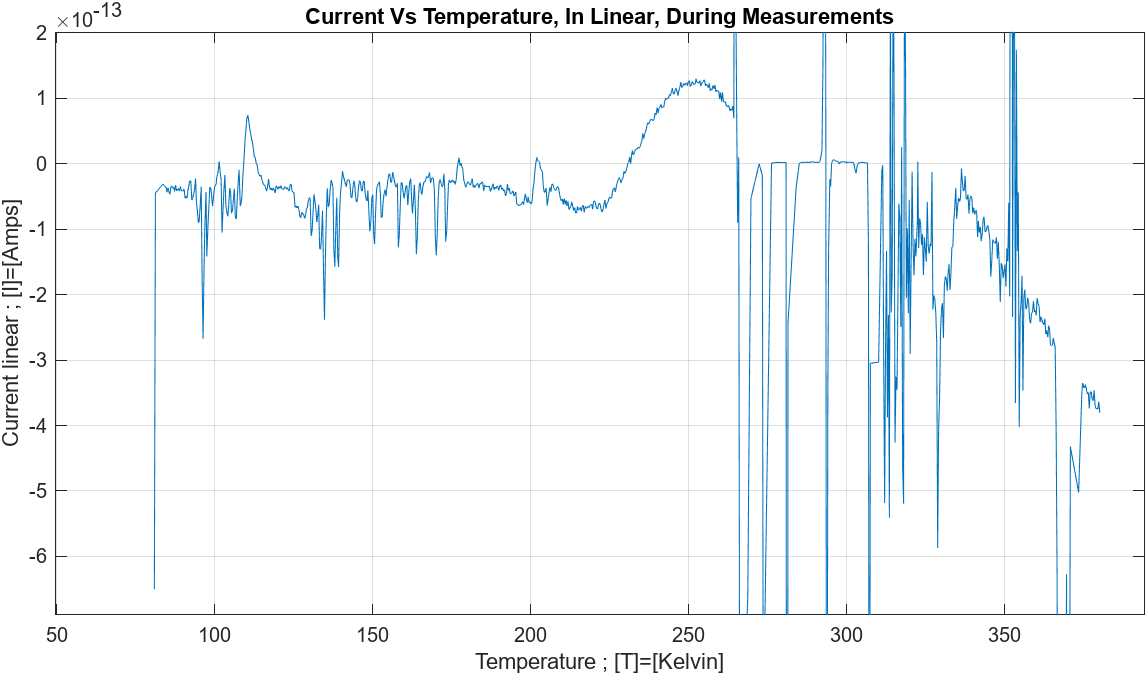 ×10-13
Current Vs Temperature, In Linear, During Measurements
2
1
0
-1
-2
-3
-4
-5
-6
Current linear ; [I]=[Amps]
50 100 150 200 250 300 350
Temperature ; [T]=[Kelvin]